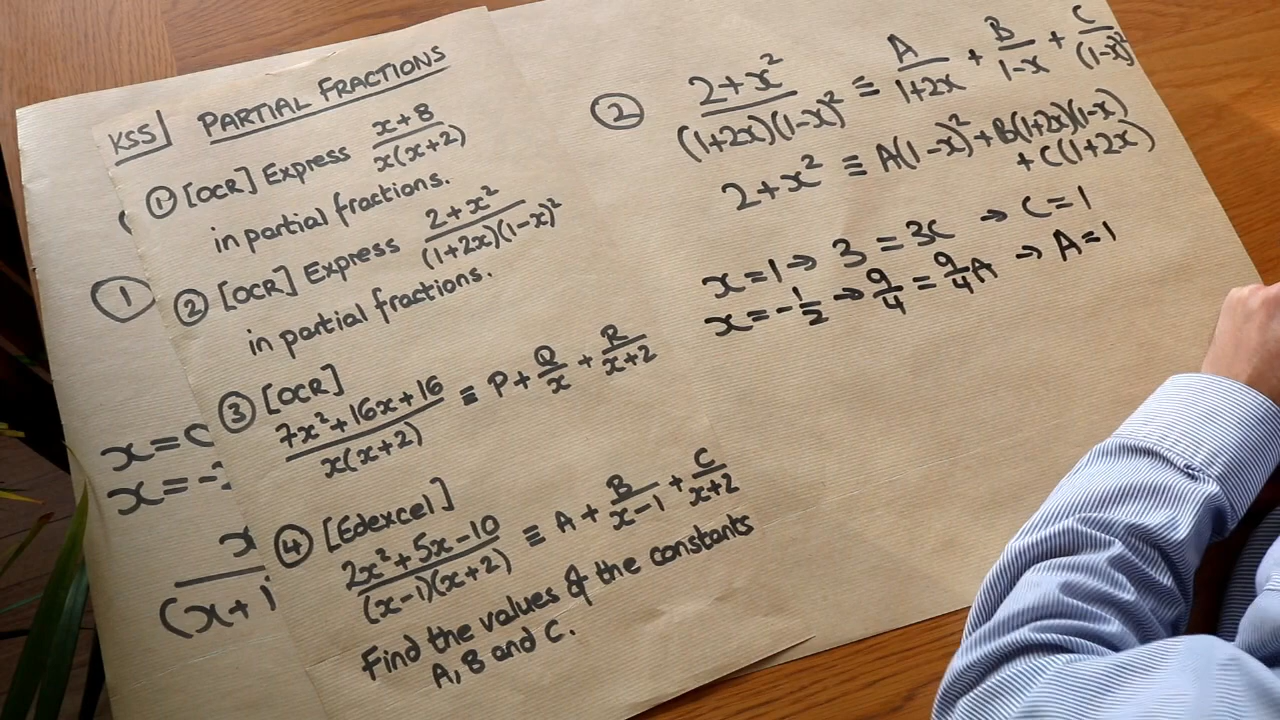 KSS PARTIAL FRACTIONS
① [OCR] Express x+8 / x(x+2)
in partial fractions.
② [OCR] Express 2+x² / (1+2x)(1-x)²
in partial fractions.
③ [OCR]
7x²+16x+16 / x(x+2) ≡ P + Q/x + R/(x+2)
④ [Edexcel]
2x²+5x-10 / (x-1)(x+2) ≡ A + B/(x-1) + C/(x+2)
Find the values of the constants
A, B and C.
①
x=
x=-
x
(x+1
② 2+x² / (1+2x)(1-x)² ≡ A/(1+2x) + B/(1-x) + C/(1-x)²
2+x² ≡ A(1-x)² + B(1+2x)(1-x)
+ C(1+2x)
x=1 → 3=3C → C=1
x=-1/2 → 9/4 = 9/4 A → A=1